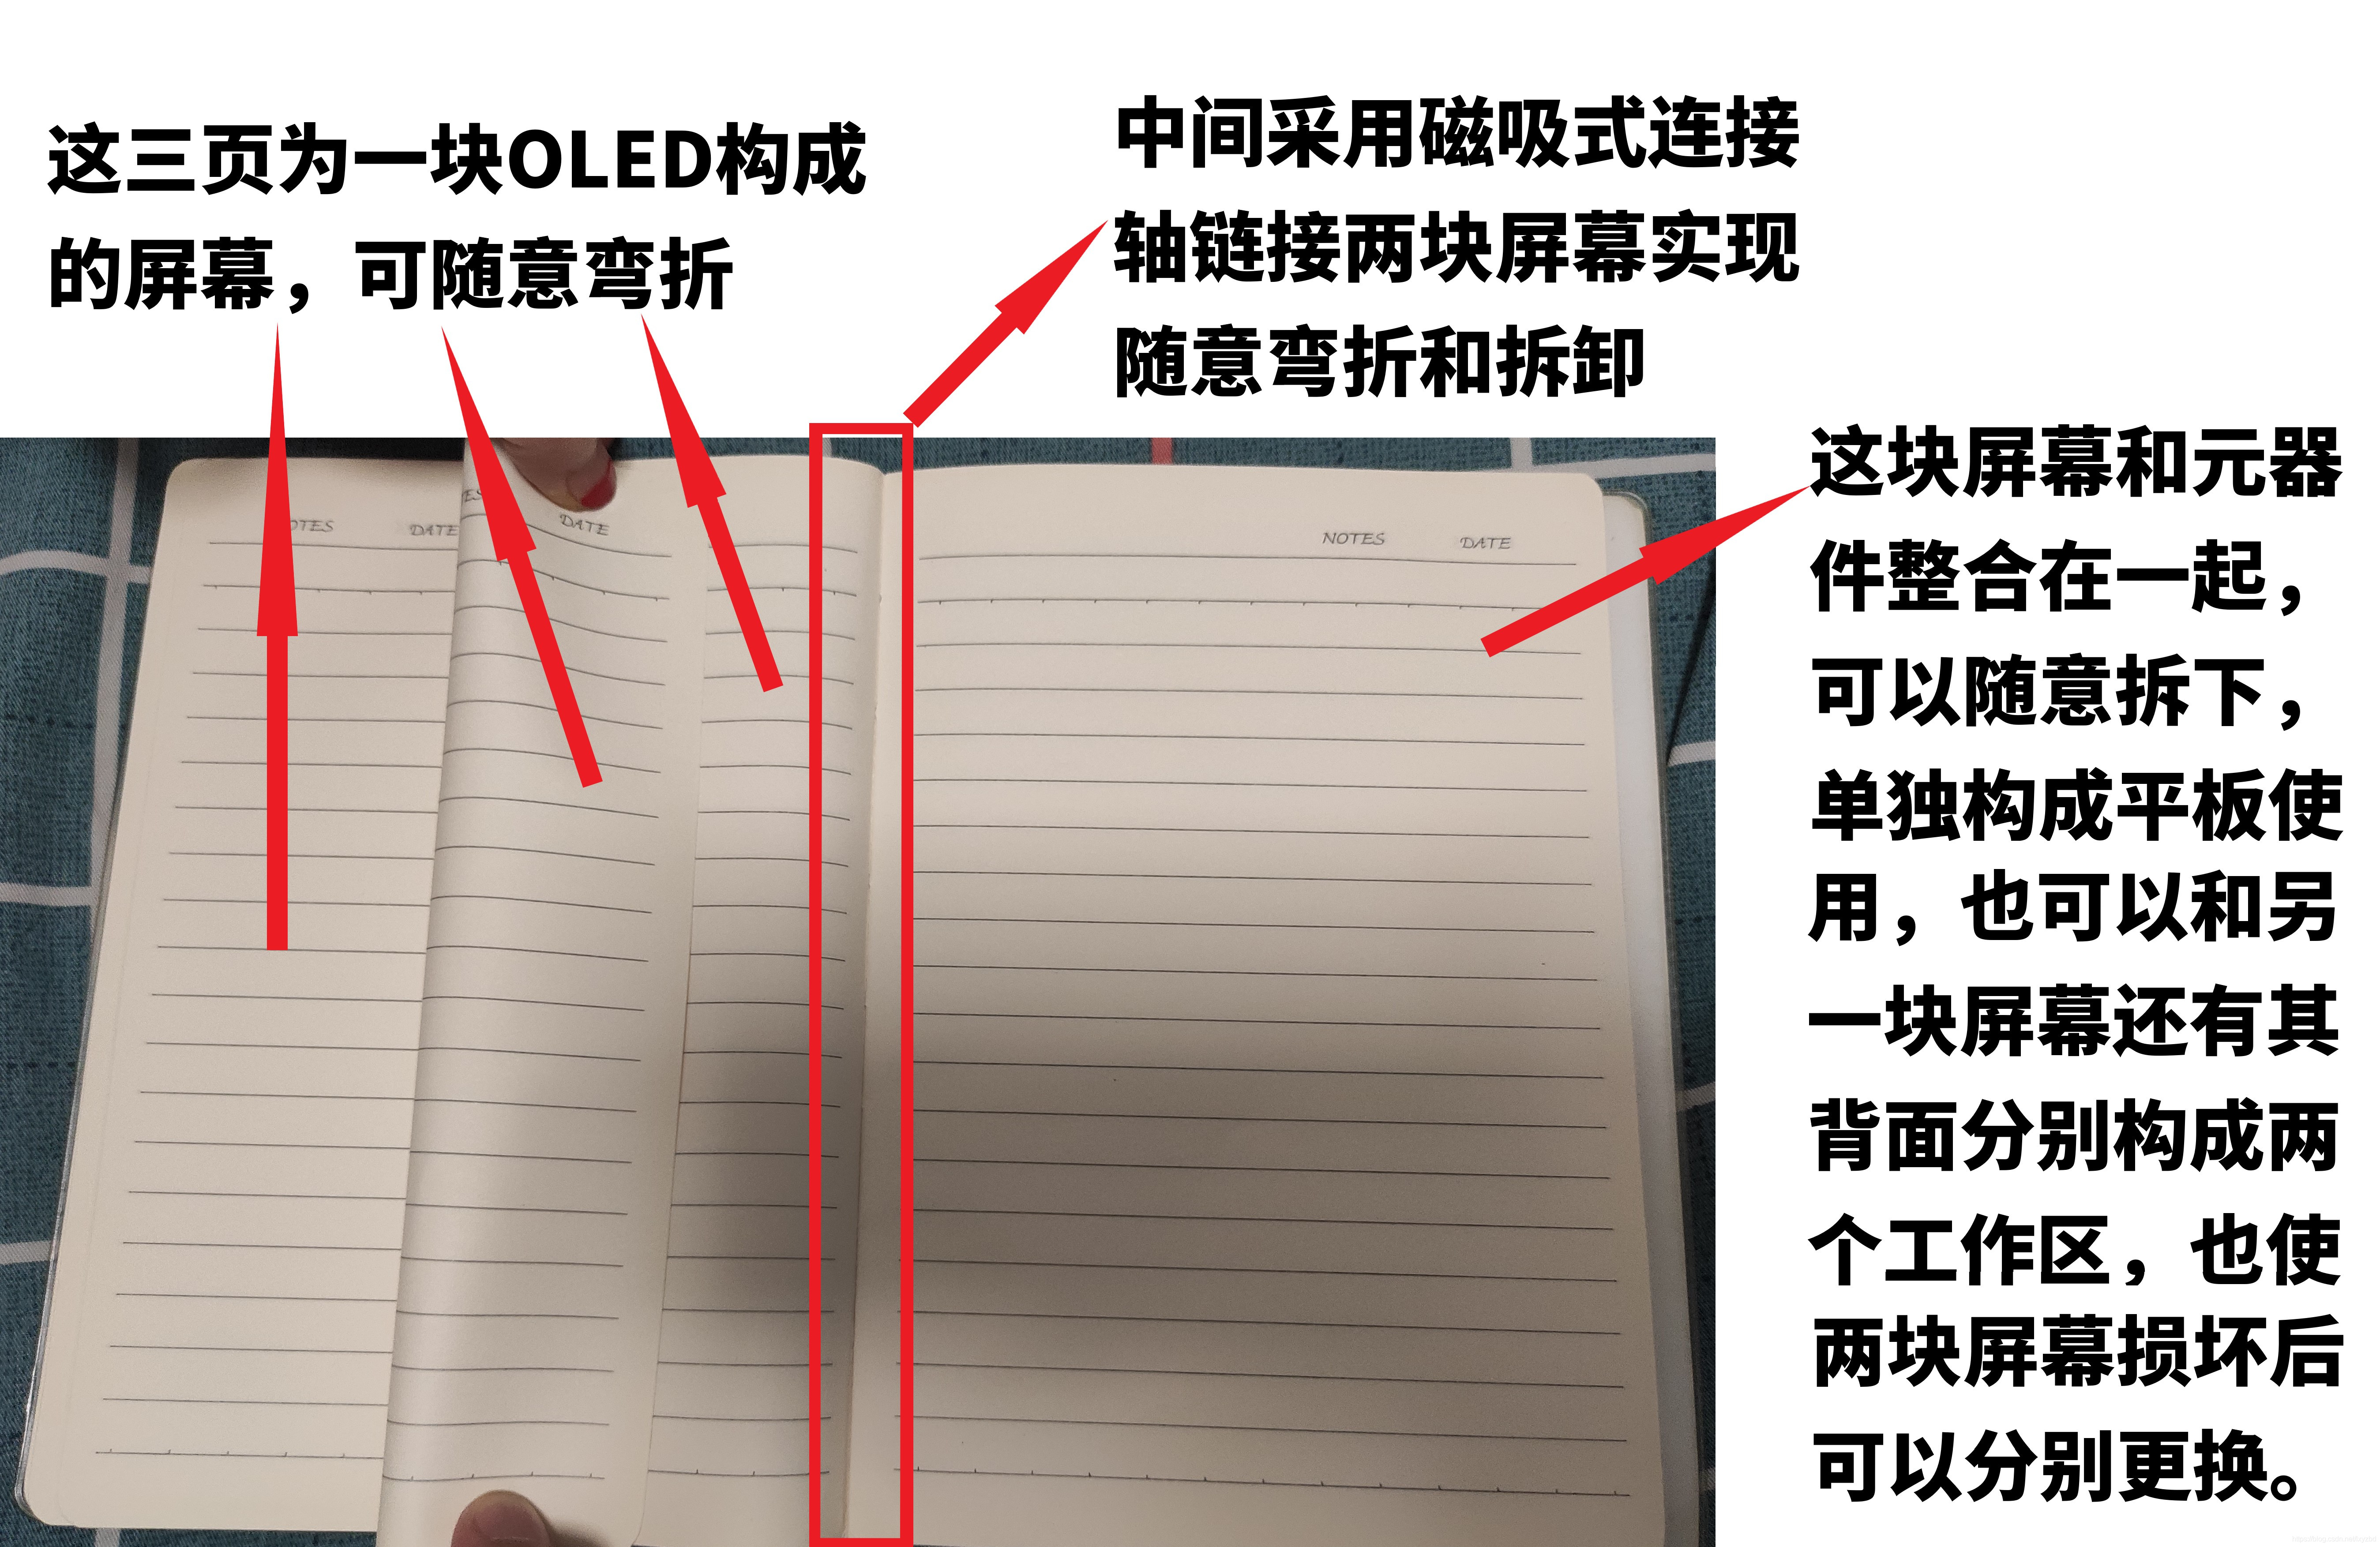 这三页为一块OLED构成
的屏幕，可随意弯折
中间采用磁吸式连接
轴链接两块屏幕实现
随意弯折和拆卸
这块屏幕和元器
件整合在一起，
可以随意拆下，
单独构成平板使
用，也可以和另
一块屏幕还有其
背面分别构成两
个工作区，也使
两块屏幕损坏后
可以分别更换。
OTES DATE
ES DATE
NOTES DATE